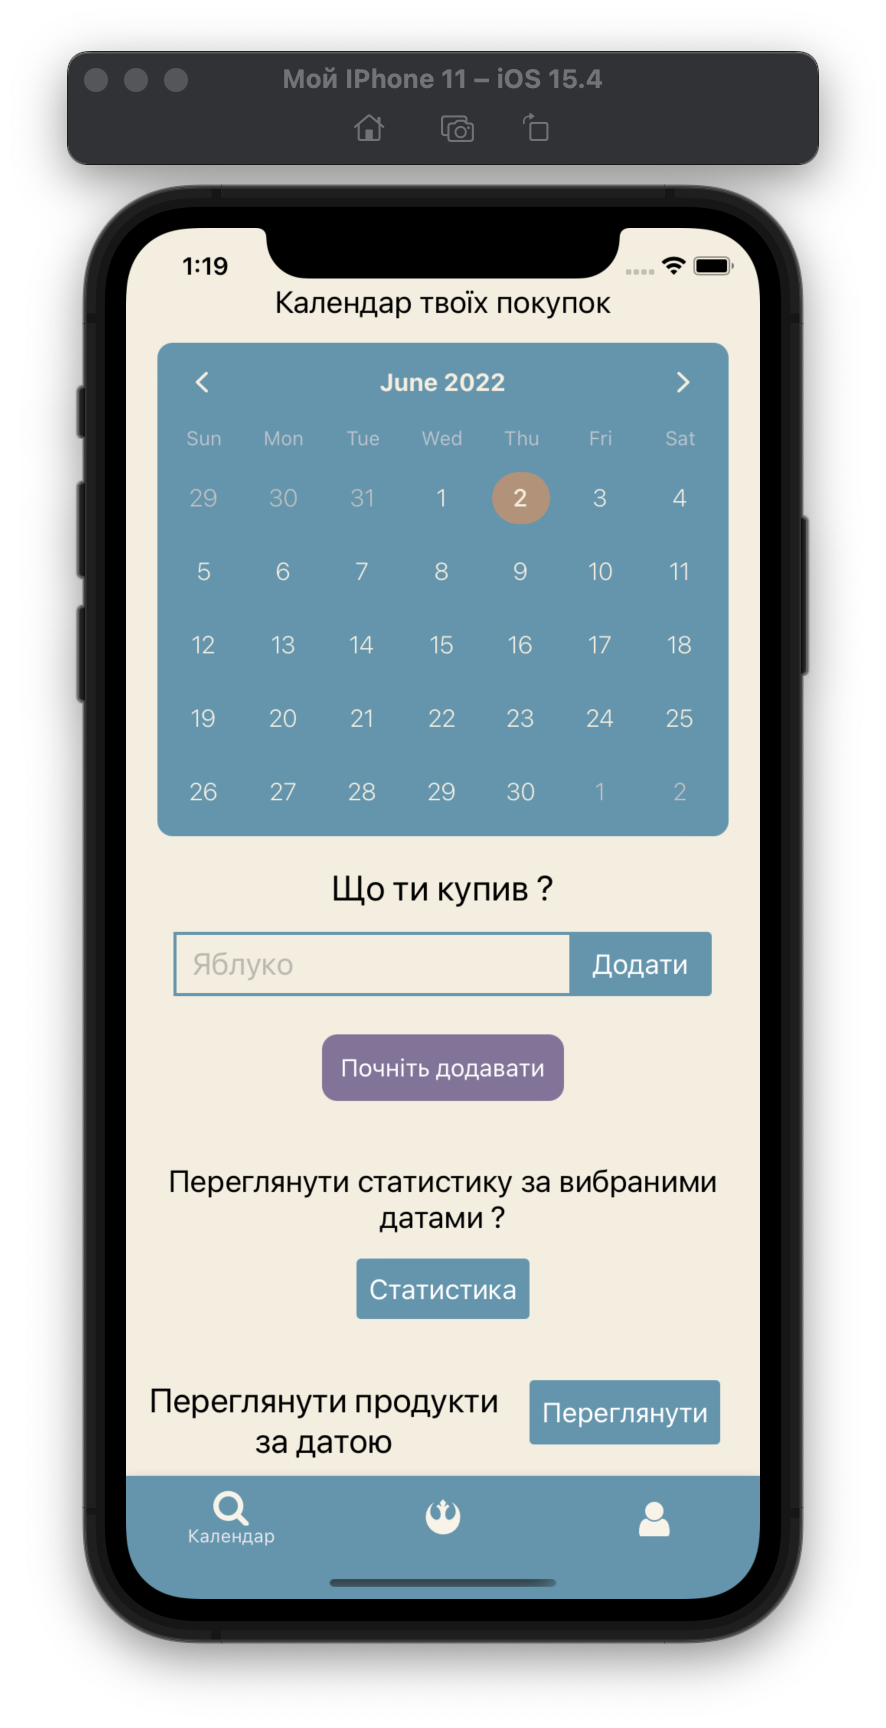 Мой IPhone 11 – iOS 15.4
1:19
Календар твоїх покупок
June 2022
Sun Mon Tue Wed Thu Fri Sat
29 30 31 1 2 3 4
5 6 7 8 9 10 11
12 13 14 15 16 17 18
19 20 21 22 23 24 25
26 27 28 29 30 1 2
Що ти купив ?
Яблуко Додати
Почніть додавати
Переглянути статистику за вибраними
датами ?
Статистика
Переглянути продукти
за датою
Переглянути
Календар